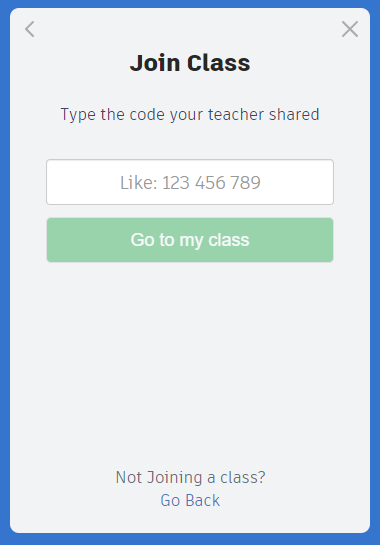 Join Class
Type the code your teacher shared
Like: 123 456 789
Go to my class
Not Joining a class?
Go Back